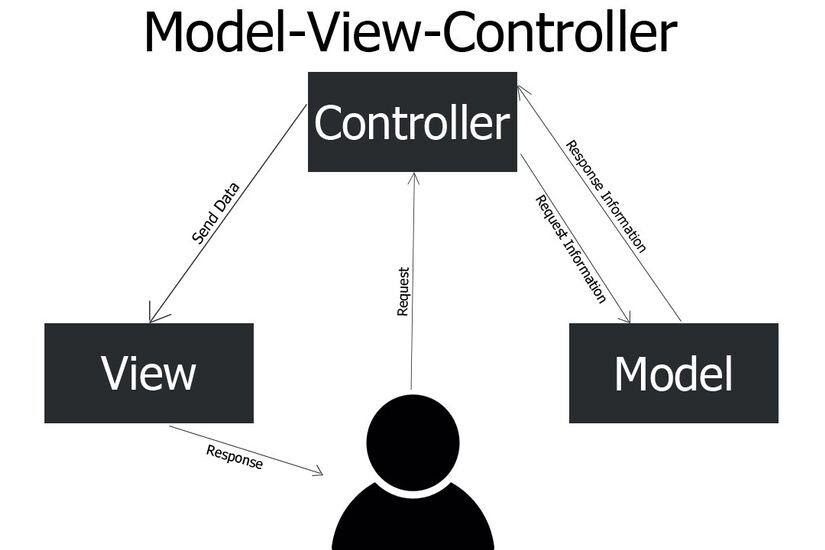 Model-View-Controller
Controller
Send Data
Response Information
Request Information
Request
View
Model
Response